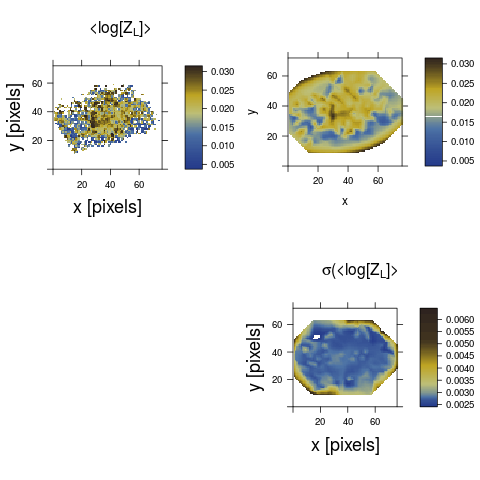 <log[Z_L]>
y [pixels]
60
40
20
20 40 60
x [pixels]
0.030
0.025
0.020
0.015
0.010
0.005
y
60
40
20
20 40 60
x
0.030
0.025
0.020
0.015
0.010
0.005
σ(<log[Z_L]>
y [pixels]
60
40
20
20 40 60
x [pixels]
0.0060
0.0055
0.0050
0.0045
0.0040
0.0035
0.0030
0.0025